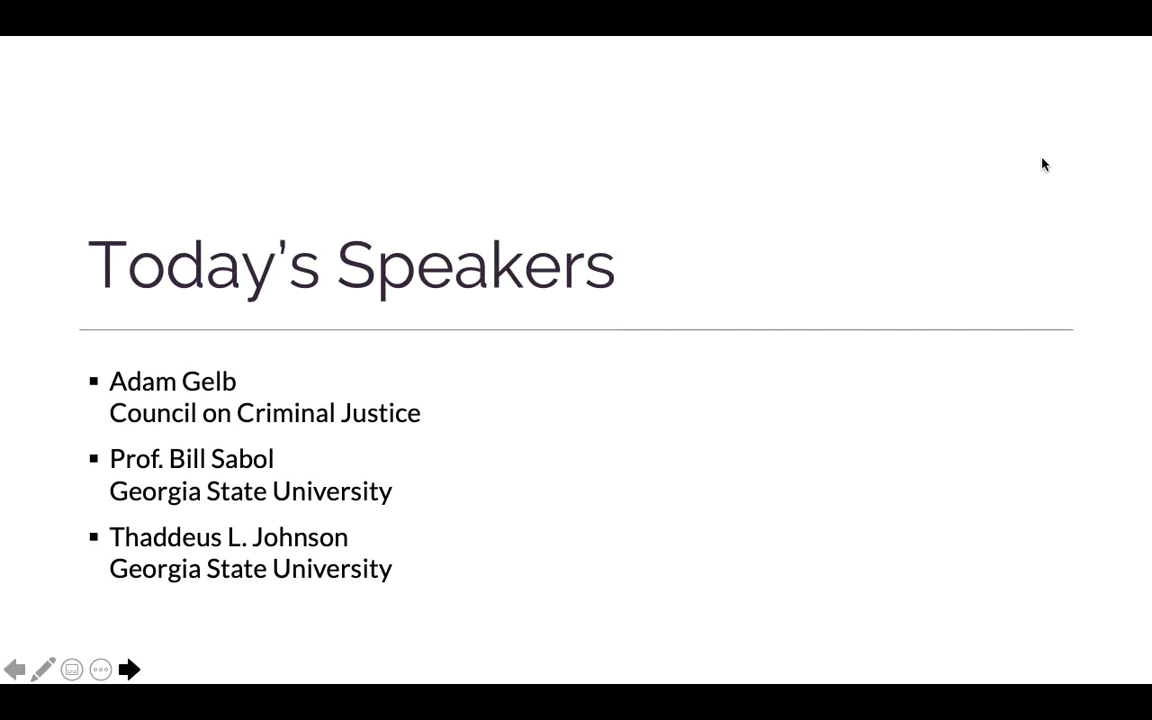 Today’s Speakers
▪ Adam Gelb
Council on Criminal Justice
▪ Prof. Bill Sabol
Georgia State University
▪ Thaddeus L. Johnson
Georgia State University